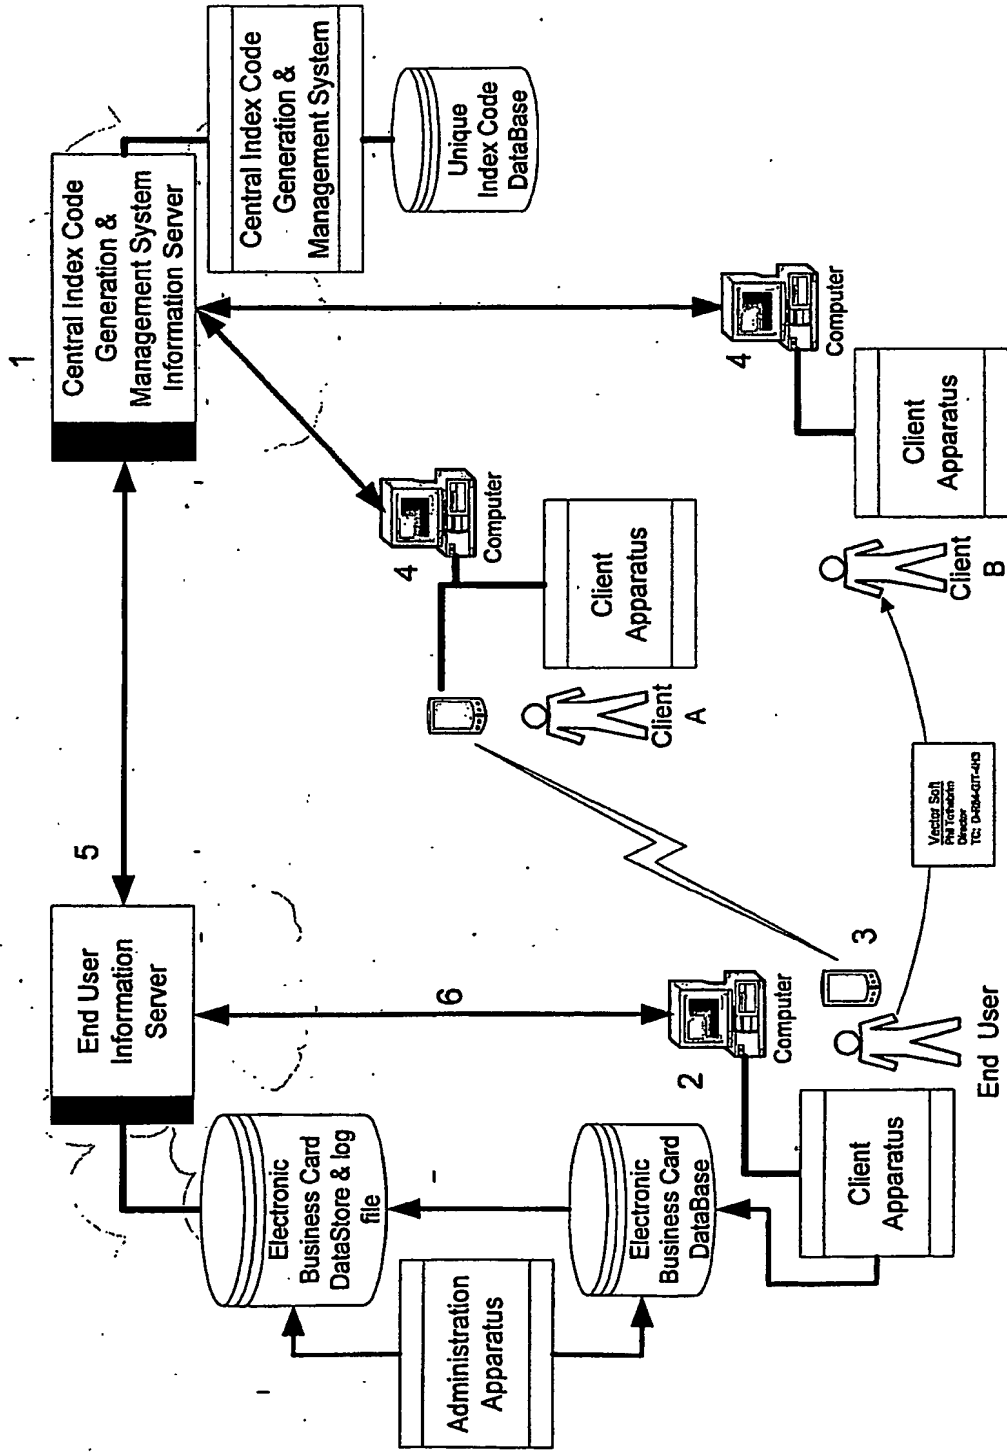 1
Central Index Code
Generation &
Management System
Information Server
Central Index Code
Generation &
Management System
Unique
Index Code
DataBase
5
End User
Information
Server
6
Electronic
Business Card
DataStore & log
file
Administration
Apparatus
Electronic
Business Card
DataBase
2
Computer
Client
Apparatus
3
End User
Vector Soft
Director
4
Computer
Client
Apparatus
Client
A
4
Computer
Client
Apparatus
Client
B